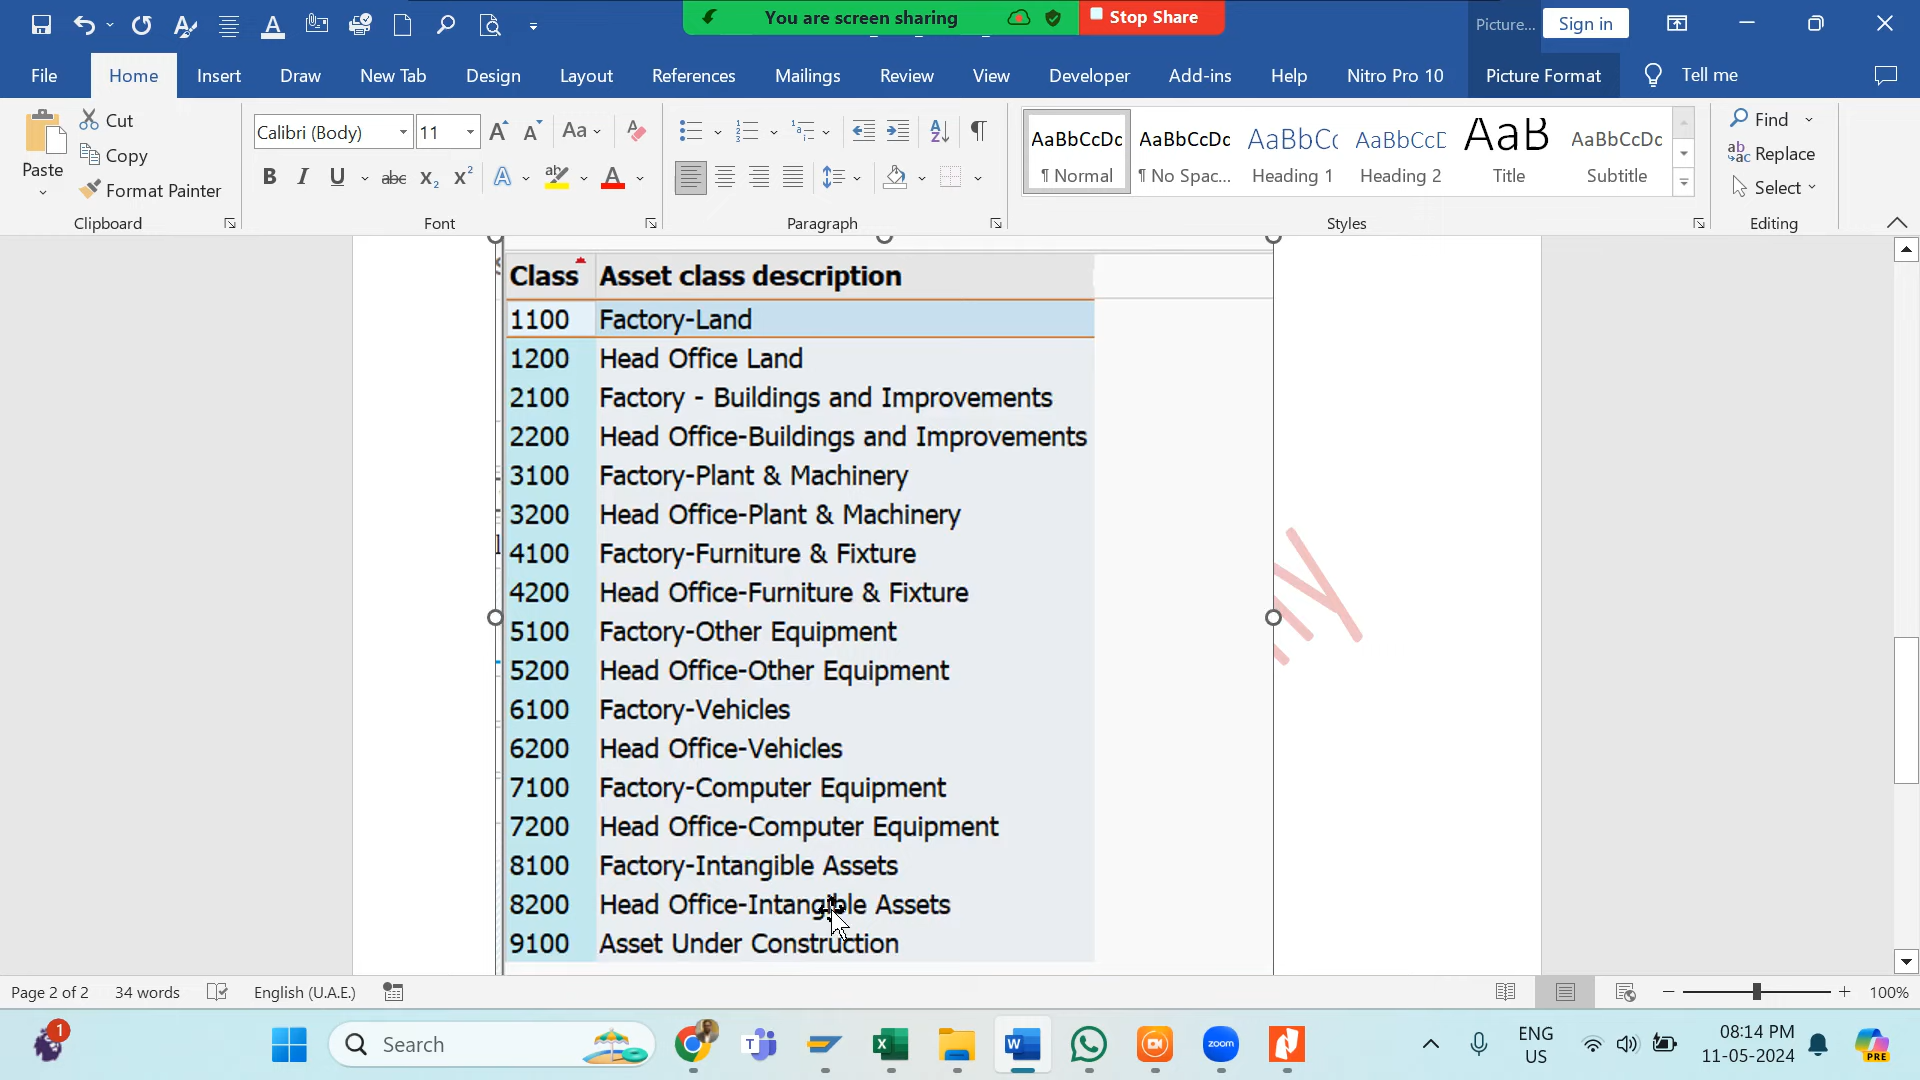 You are screen sharing
Stop Share
Picture...
Sign in
File Home Insert Draw New Tab Design Layout References Mailings Review View Developer Add-ins Help Nitro Pro 10 Picture Format Tell me
Paste
Cut
Copy
Format Painter
Clipboard
Calibri (Body) 11
Font
Paragraph
AaBbCcDc AaBbCcDc AaBbCc AaBbCcD AaB AaBbCcDc
¶ Normal ¶ No Spac... Heading 1 Heading 2 Title Subtitle
Styles
Find
Replace
Select
Editing
Class Asset class description
1100 Factory-Land
1200 Head Office Land
2100 Factory - Buildings and Improvements
2200 Head Office-Buildings and Improvements
3100 Factory-Plant & Machinery
3200 Head Office-Plant & Machinery
4100 Factory-Furniture & Fixture
4200 Head Office-Furniture & Fixture
5100 Factory-Other Equipment
5200 Head Office-Other Equipment
6100 Factory-Vehicles
6200 Head Office-Vehicles
7100 Factory-Computer Equipment
7200 Head Office-Computer Equipment
8100 Factory-Intangible Assets
8200 Head Office-Intangible Assets
9100 Asset Under Construction
Page 2 of 2 34 words English (U.A.E.) 100%
1
Search
zoom
PRE
ENG
US
08:14 PM
11-05-2024